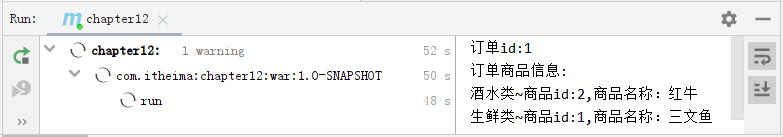 Run: chapter12
chapter12: 1 warning 52 s
com.itheima:chapter12:war:1.0-SNAPSHOT 50 s
run 48 s
订单id:1
订单商品信息:
酒水类~商品id:2,商品名称：红牛
生鲜类~商品id:1,商品名称：三文鱼